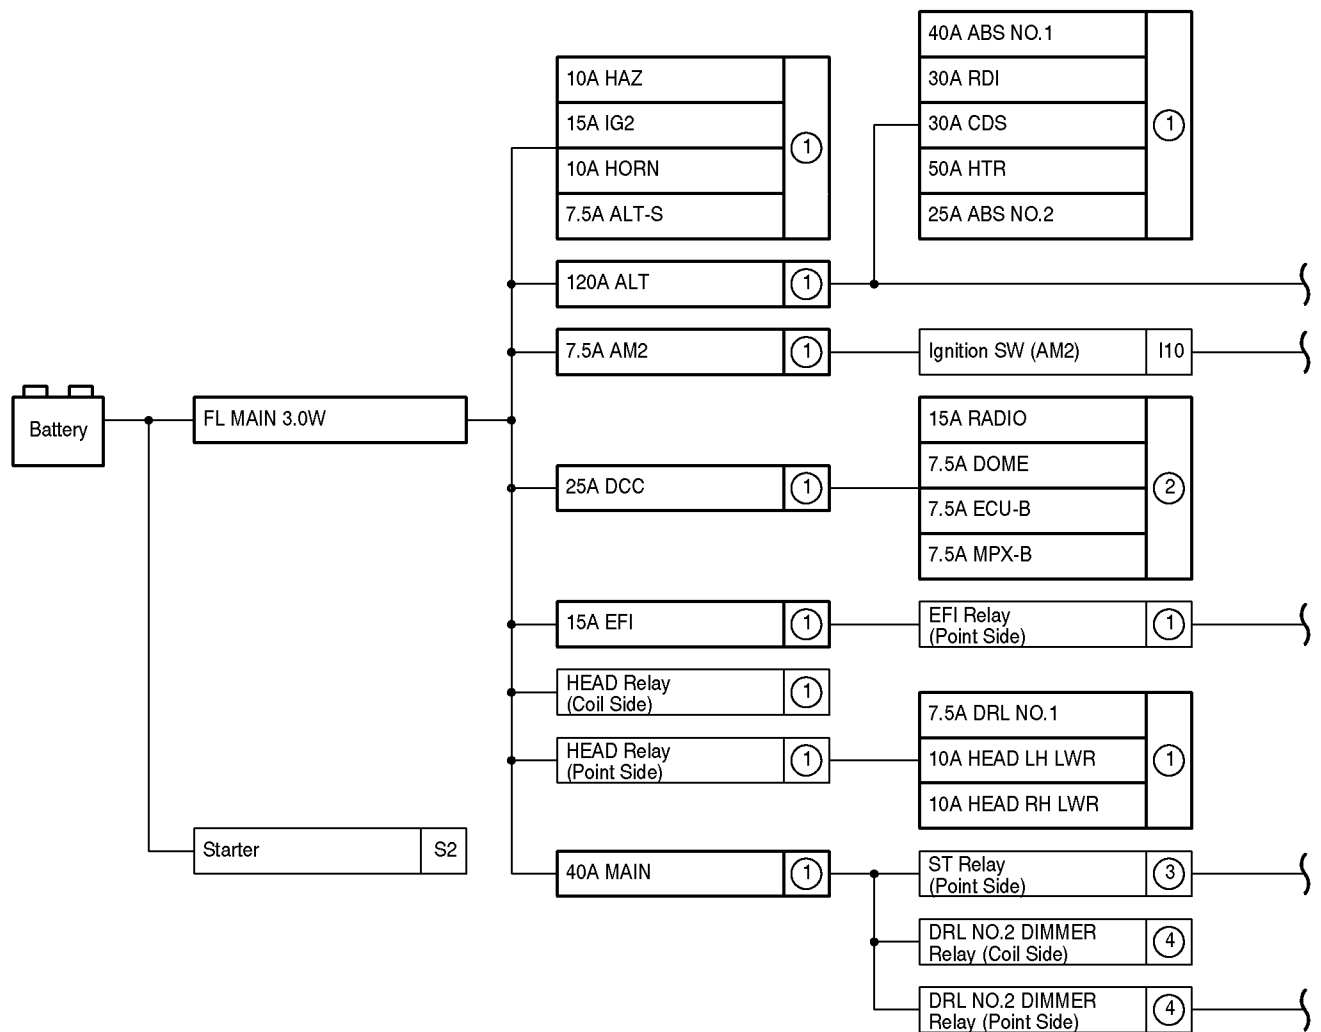 40A ABS NO.1
30A RDI
30A CDS
50A HTR
25A ABS NO.2
1
10A HAZ
15A IG2
10A HORN
7.5A ALT-S
1
120A ALT
1
7.5A AM2
1
Ignition SW (AM2)
I10
Battery
FL MAIN 3.0W
15A RADIO
7.5A DOME
7.5A ECU-B
7.5A MPX-B
2
25A DCC
1
15A EFI
1
EFI Relay
(Point Side)
1
HEAD Relay
(Coil Side)
1
HEAD Relay
(Point Side)
1
7.5A DRL NO.1
10A HEAD LH LWR
10A HEAD RH LWR
1
Starter
S2
40A MAIN
1
ST Relay
(Point Side)
3
DRL NO.2 DIMMER
Relay (Coil Side)
4
DRL NO.2 DIMMER
Relay (Point Side)
4